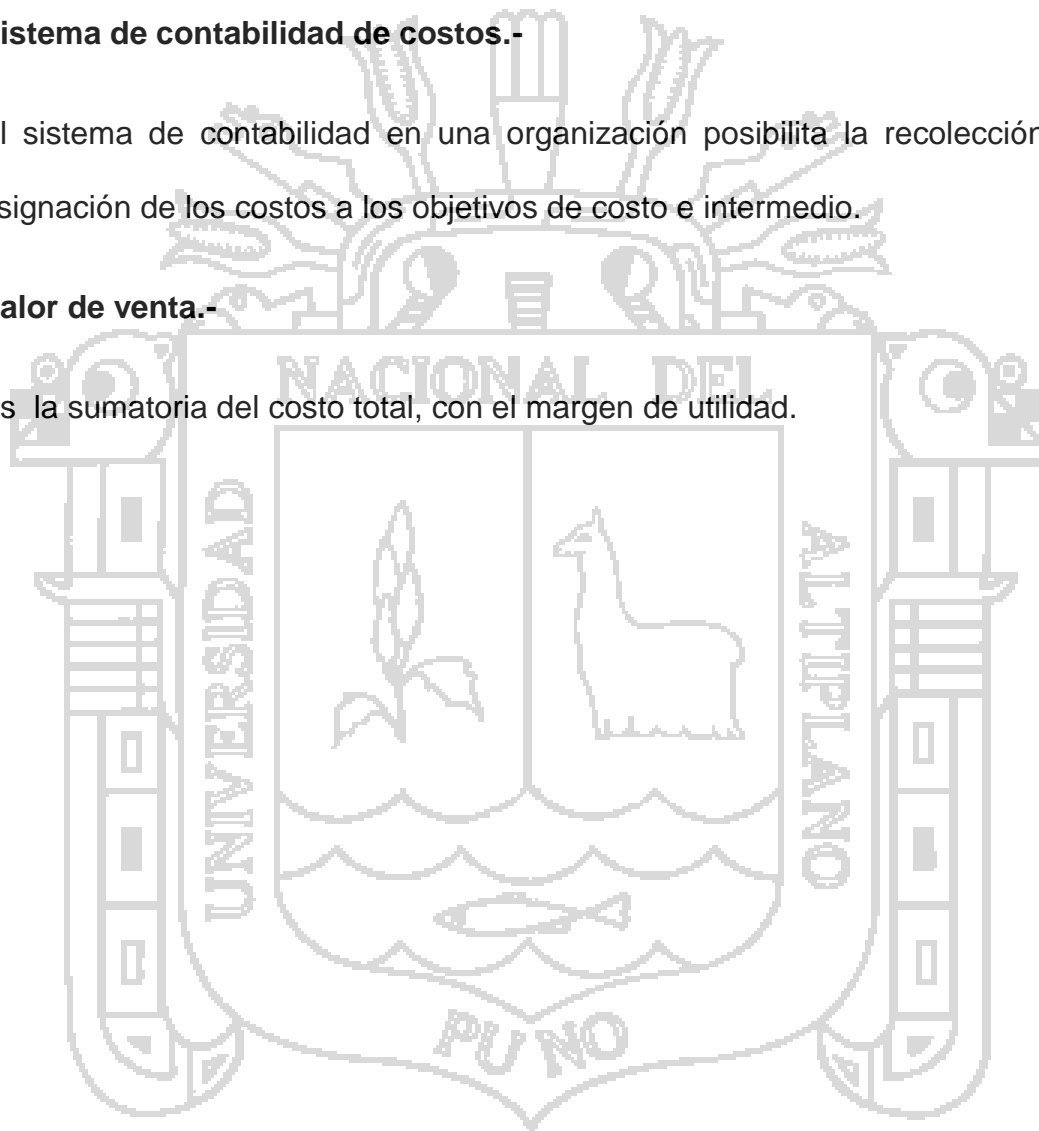 istema de contabilidad de costos.-
l sistema de contabilidad en una organización posibilita la recolección
signación de los costos a los objetivos de costo e intermedio.
alor de venta.-
s la sumatoria del costo total, con el margen de utilidad.
NACIONAL DEL
UNIVERSIDAD
ALTIPLANO
PUNO